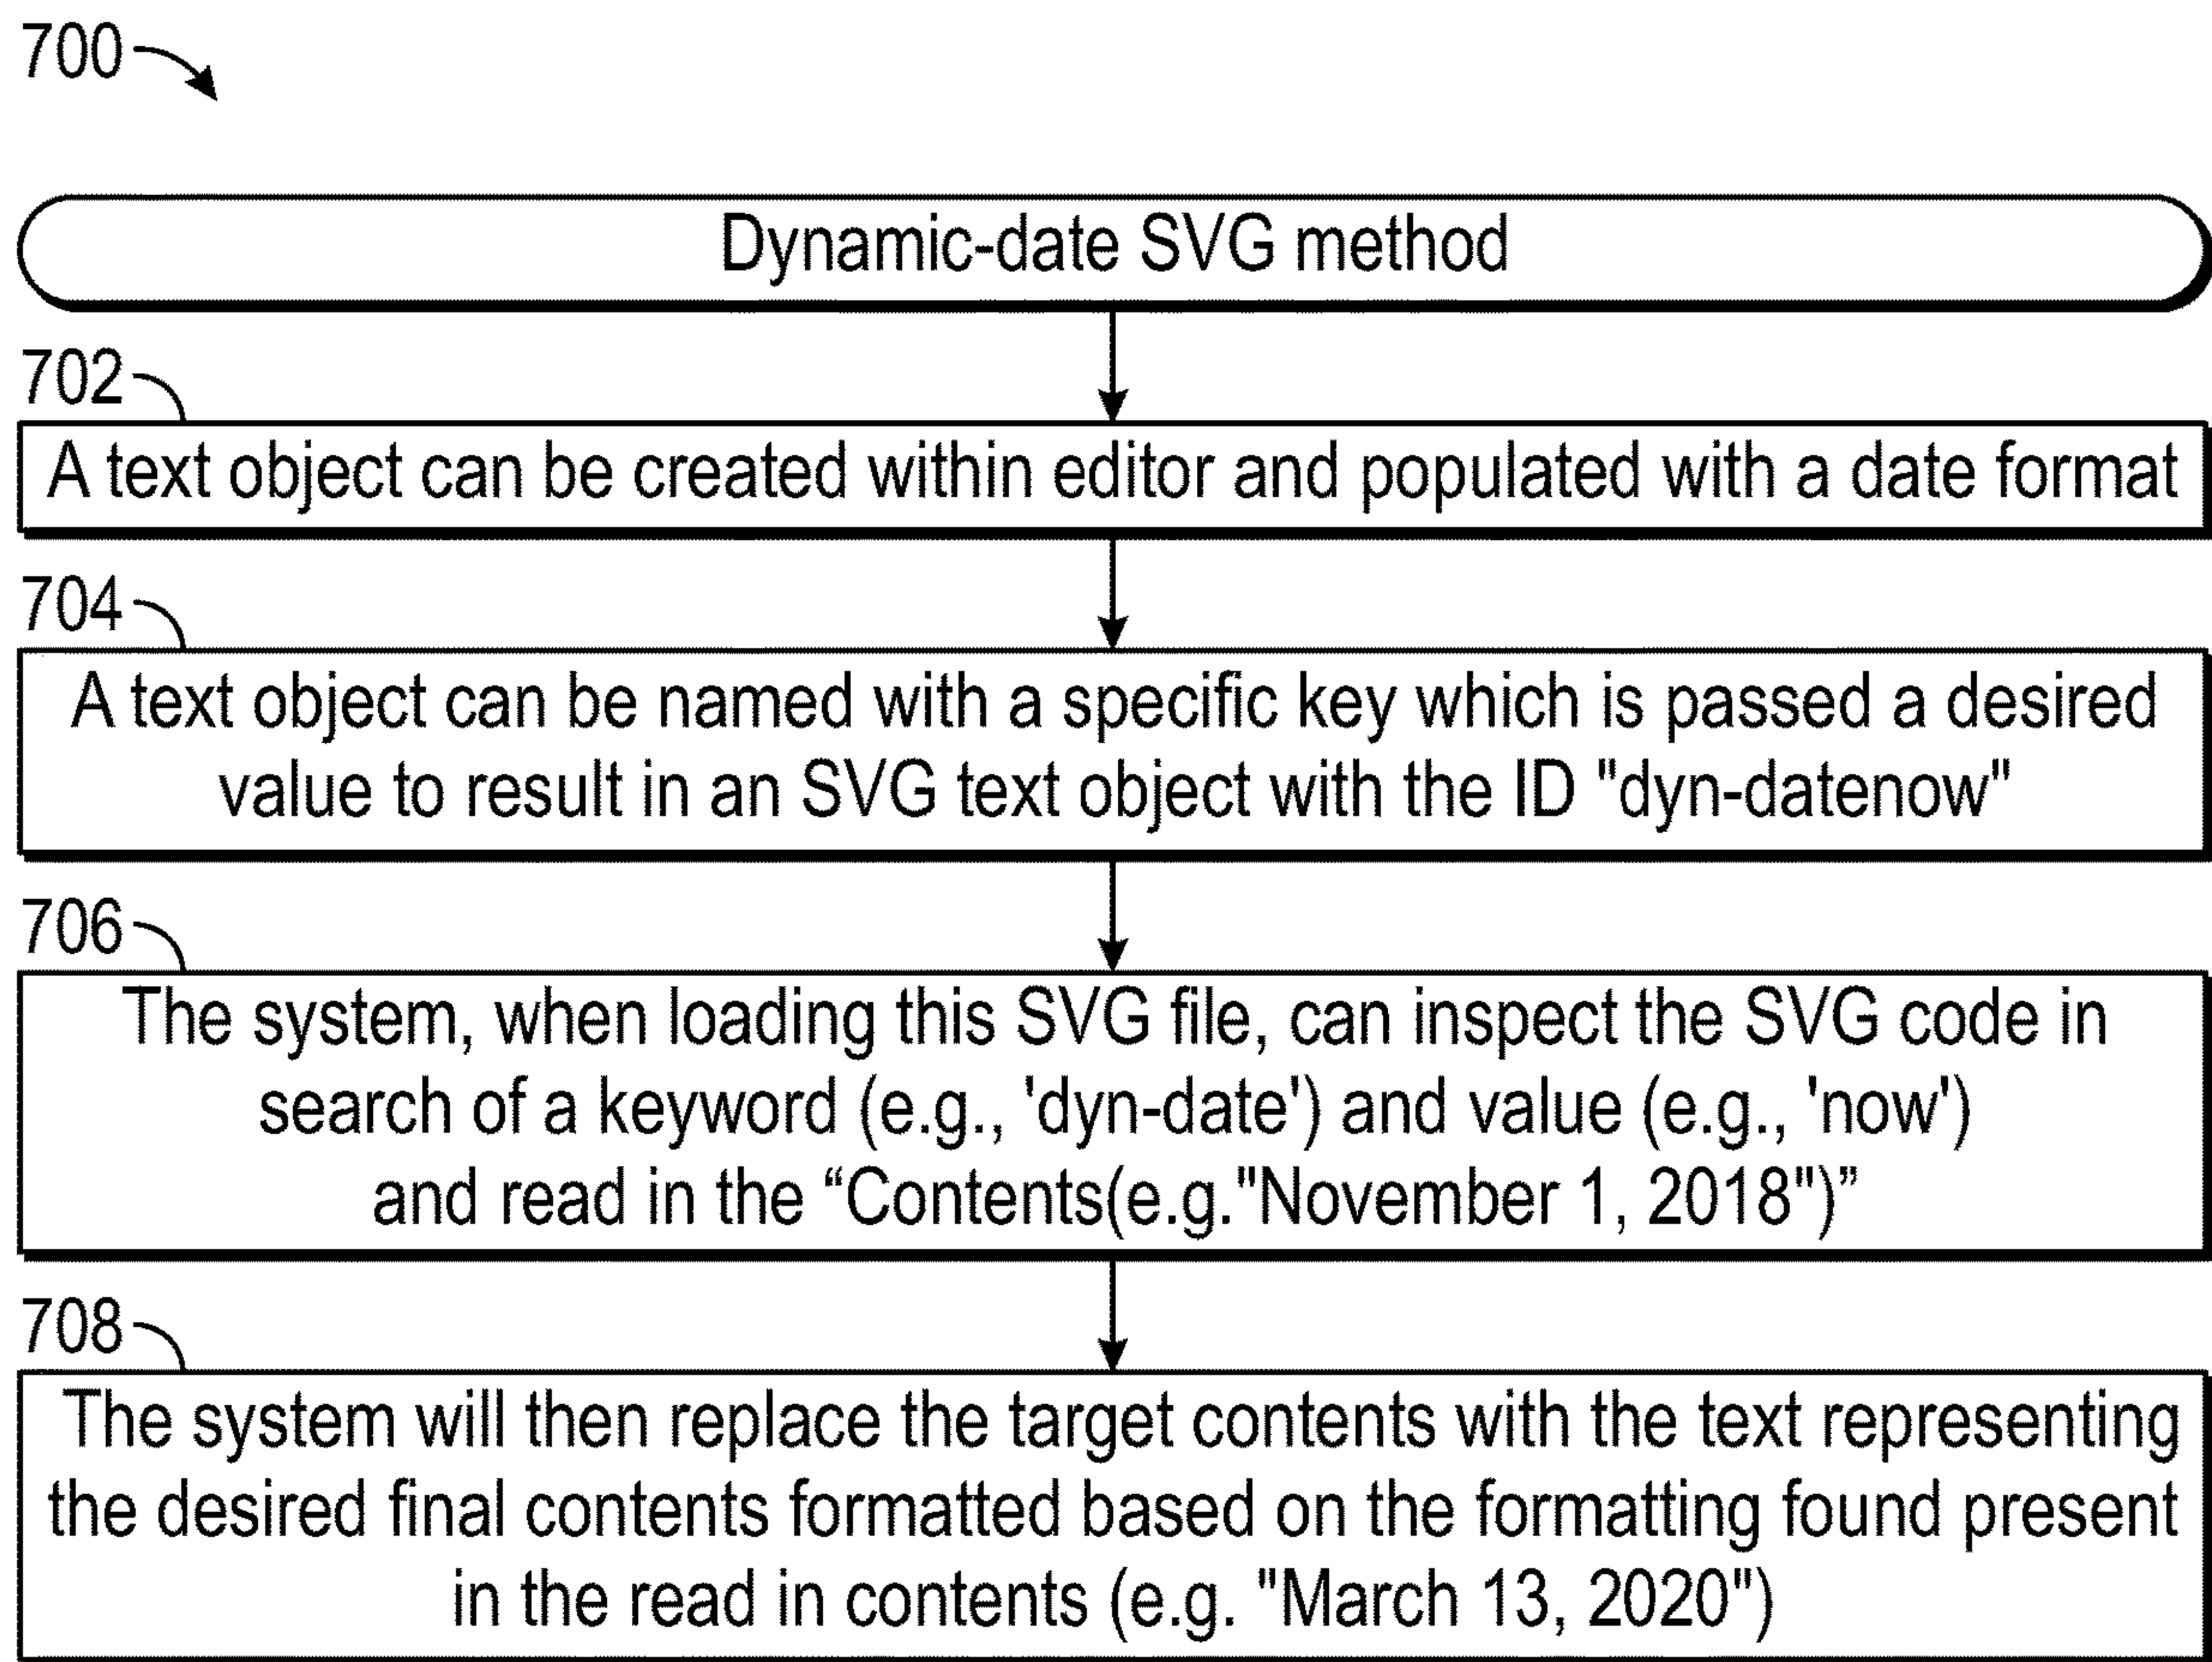 700
Dynamic-date SVG method
702
A text object can be created within editor and populated with a date format
704
A text object can be named with a specific key which is passed a desired
value to result in an SVG text object with the ID "dyn-datenow"
706
The system, when loading this SVG file, can inspect the SVG code in
search of a keyword (e.g., 'dyn-date') and value (e.g., 'now')
and read in the “Contents(e.g."November 1, 2018")”
708
The system will then replace the target contents with the text representing
the desired final contents formatted based on the formatting found present
in the read in contents (e.g. "March 13, 2020")